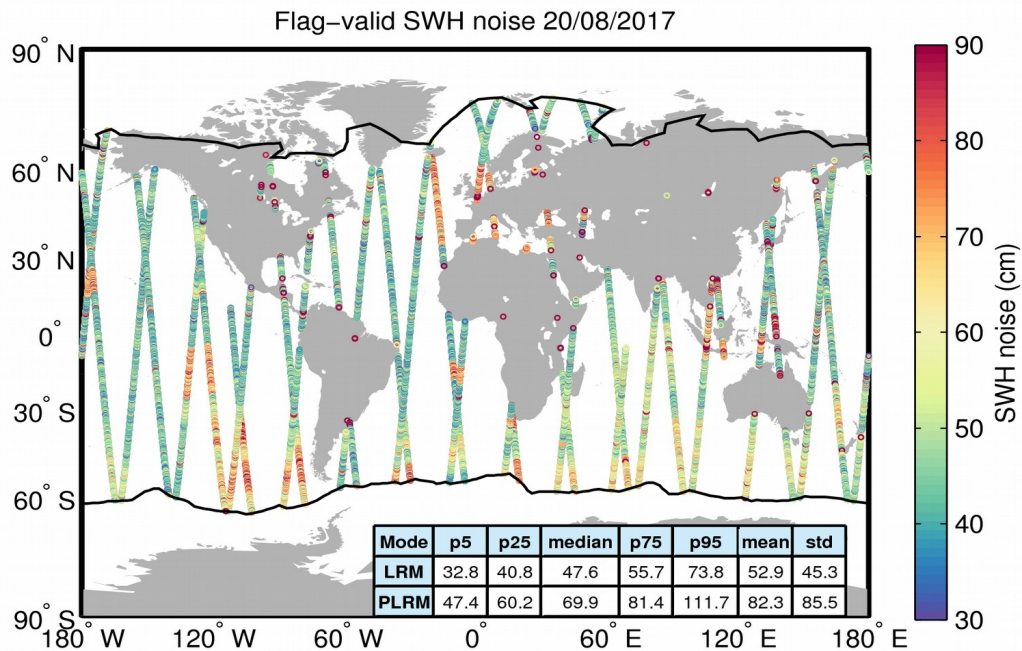 Flag−valid SWH noise 20/08/2017
90° N
60° N
30° N
0°
30° S
60° S
90° S
180° W 120° W 60° W 0° 60° E 120° E 180° E
Mode p5 p25 median p75 p95 mean std
LRM 32.8 40.8 47.6 55.7 73.8 52.9 45.3
PLRM 47.4 60.2 69.9 81.4 111.7 82.3 85.5
90
80
70
60
50
40
30
SWH noise (cm)